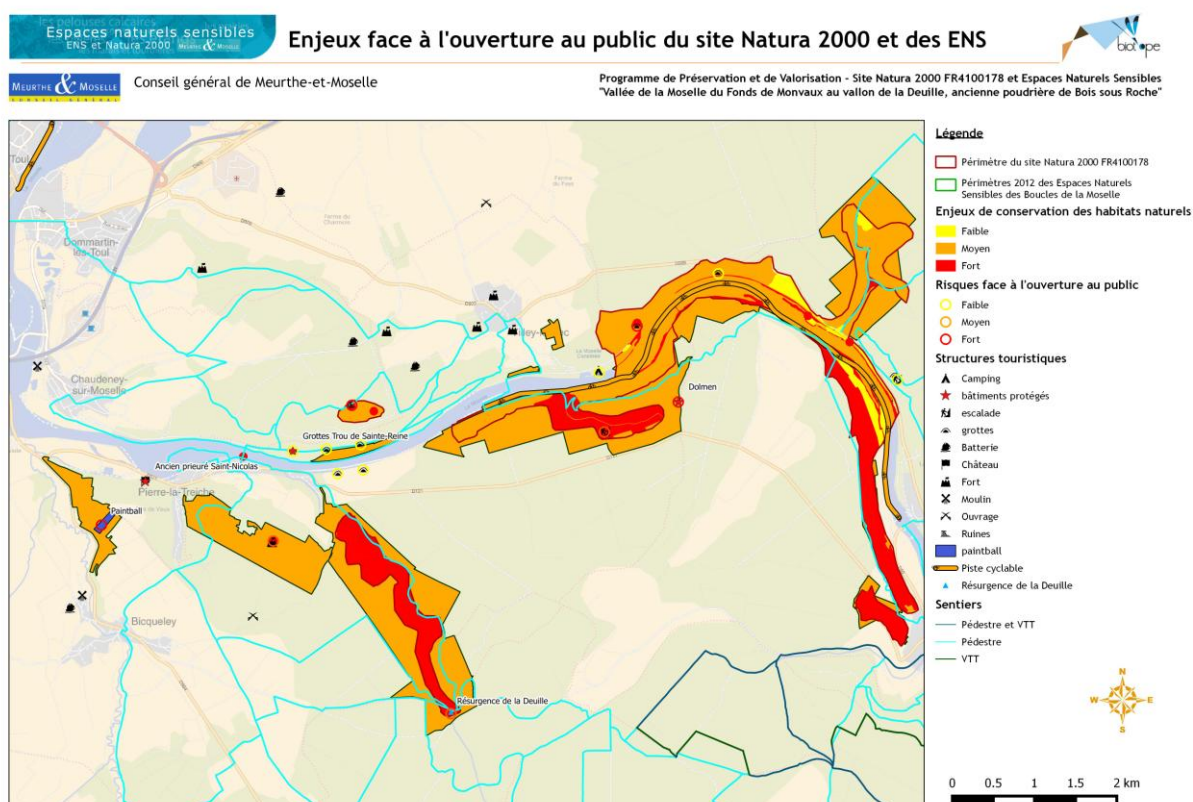 les pelouses calcaires
Espaces naturels sensibles
ENS et Natura 2000 MEURTHE & MOSELLE
Enjeux face à l'ouverture au public du site Natura 2000 et des ENS
biotope
MEURTHE & MOSELLE
CONSEIL GÉNÉRAL
Conseil général de Meurthe-et-Moselle
Programme de Préservation et de Valorisation - Site Natura 2000 FR4100178 et Espaces Naturels Sensibles
"Vallée de la Moselle du Fonds de Monvaux au vallon de la Deuille, ancienne poudrière de Bois sous Roche"
Toul
Dommartin-
lès-Toul
Chaudeney-
sur-Moselle
Dolmen
Grottes Trou de Sainte-Reine
Ancien prieuré Saint-Nicolas
Pierre-la-Treiche
Paintball
Bicqueley
Résurgence de la Deuille
Légende
Périmètre du site Natura 2000 FR4100178
Périmètres 2012 des Espaces Naturels
Sensibles des Boucles de la Moselle
Enjeux de conservation des habitats naturels
Faible
Moyen
Fort
Risques face à l'ouverture au public
Faible
Moyen
Fort
Structures touristiques
Camping
bâtiments protégés
escalade
grottes
Batterie
Château
Fort
Moulin
Ouvrage
Ruines
paintball
Piste cyclable
Résurgence de la Deuille
Sentiers
Pédestre et VTT
Pédestre
VTT
N
W E
S
0 0.5 1 1.5 2 km